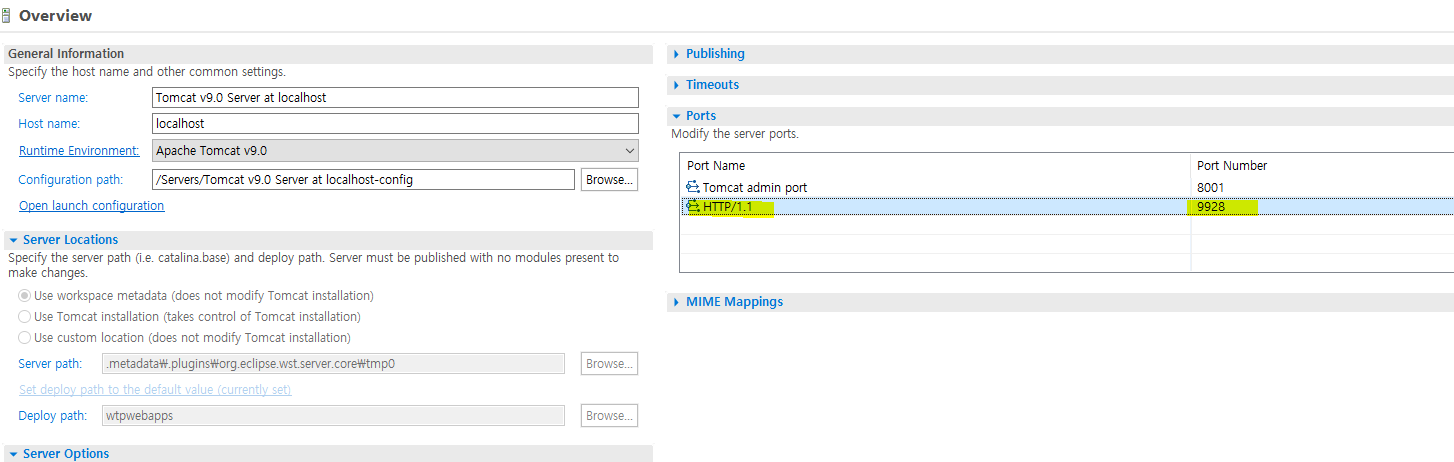 Overview
General Information
Specify the host name and other common settings.
Server name: Tomcat v9.0 Server at localhost
Host name: localhost
Runtime Environment: Apache Tomcat v9.0
Configuration path: /Servers/Tomcat v9.0 Server at localhost-config Browse...
Open launch configuration
Server Locations
Specify the server path (i.e. catalina.base) and deploy path. Server must be published with no modules present to
make changes.
Use workspace metadata (does not modify Tomcat installation)
Use Tomcat installation (takes control of Tomcat installation)
Use custom location (does not modify Tomcat installation)
Server path: .metadata₩.plugins₩org.eclipse.wst.server.core₩tmp0 Browse...
Set deploy path to the default value (currently set)
Deploy path: wtpwebapps Browse...
Server Options
Publishing
Timeouts
Ports
Modify the server ports.
Port Name Port Number
Tomcat admin port 8001
HTTP/1.1 9928
MIME Mappings